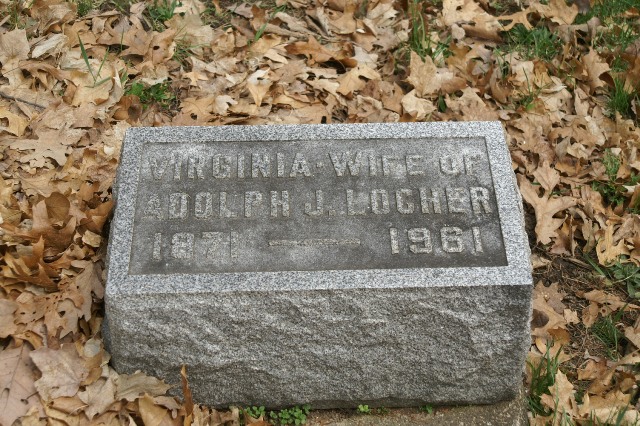 VIRGINIA·WIFE OF
ADOLPH J. LOCHER
1871 — 1961